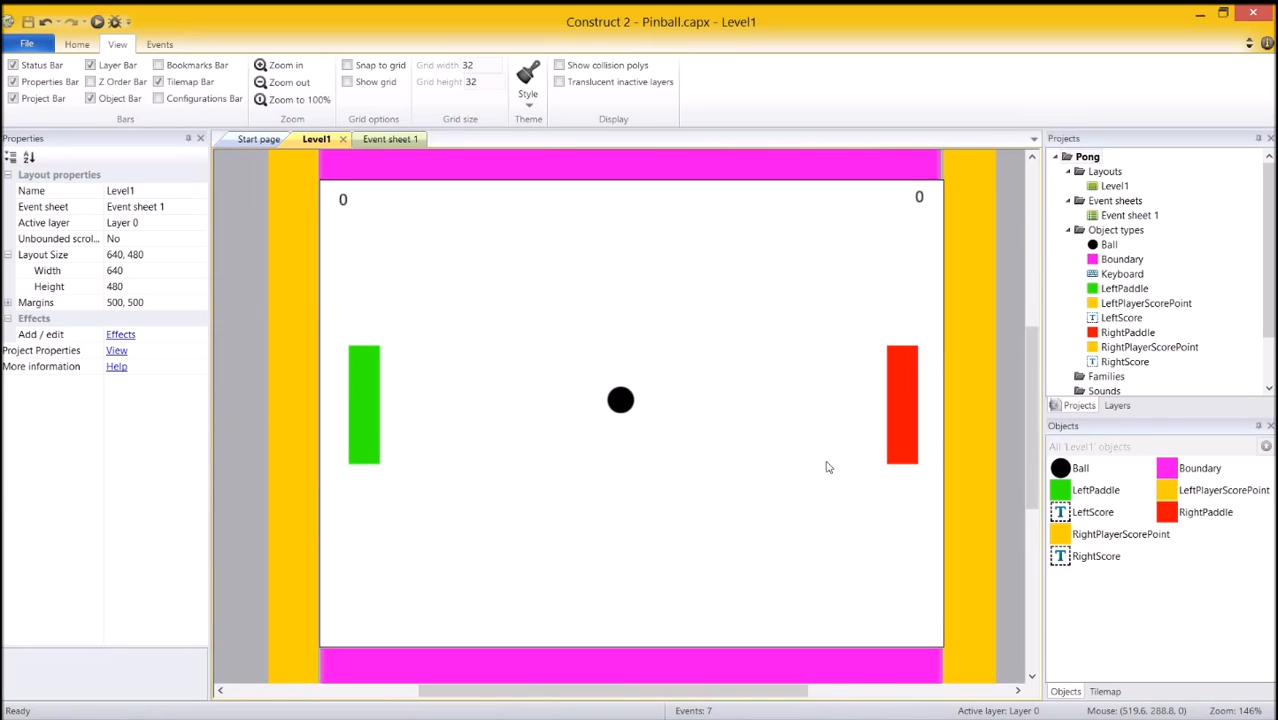 Construct 2 - Pinball.capx - Level1
File Home View Events
Status Bar Layer Bar Bookmarks Bar
Properties Bar Z Order Bar Tilemap Bar
Project Bar Object Bar Configurations Bar
Bars
Zoom in
Zoom out
Zoom to 100%
Zoom
Snap to grid
Show grid
Grid options
Grid width 32
Grid height 32
Grid size
Style
Theme
Show collision polys
Translucent inactive layers
Display
Properties
Layout properties
Name Level1
Event sheet Event sheet 1
Active layer Layer 0
Unbounded scrol... No
Layout Size 640, 480
Width 640
Height 480
Margins 500, 500
Effects
Add / edit Effects
Project Properties View
More information Help
Start page Level1 Event sheet 1
0 0
Projects
Pong
Layouts
Level1
Event sheets
Event sheet 1
Object types
Ball
Boundary
Keyboard
LeftPaddle
LeftPlayerScorePoint
T LeftScore
RightPaddle
RightPlayerScorePoint
T RightScore
Families
Sounds
Projects Layers
Objects
All 'Level1' objects
Ball Boundary
LeftPaddle LeftPlayerScorePoint
T LeftScore RightPaddle
RightPlayerScorePoint
T RightScore
Objects Tilemap
Ready Events: 7 Active layer: Layer 0 Mouse: (519.6, 288.8, 0) Zoom: 146%